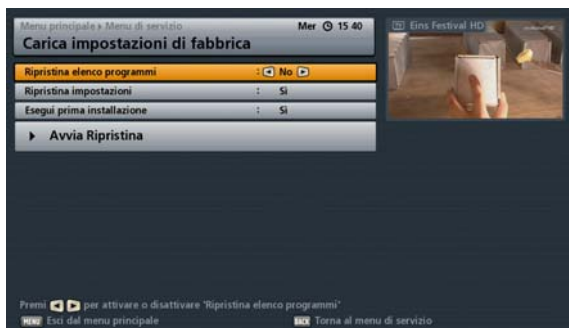 Menu principale▸ Menu di servizio
Mer 15 40
Carica impostazioni di fabbrica
TV Eins Festival HD
Ripristina elenco programmi : ◀ No ▶
Ripristina impostazioni : Sì
Esegui prima installazione : Sì
▸ Avvia Ripristina
Premi ◀ ▶ per attivare o disattivare 'Ripristina elenco programmi'
MENU Esci dal menu principale
BACK Torna al menu di servizio